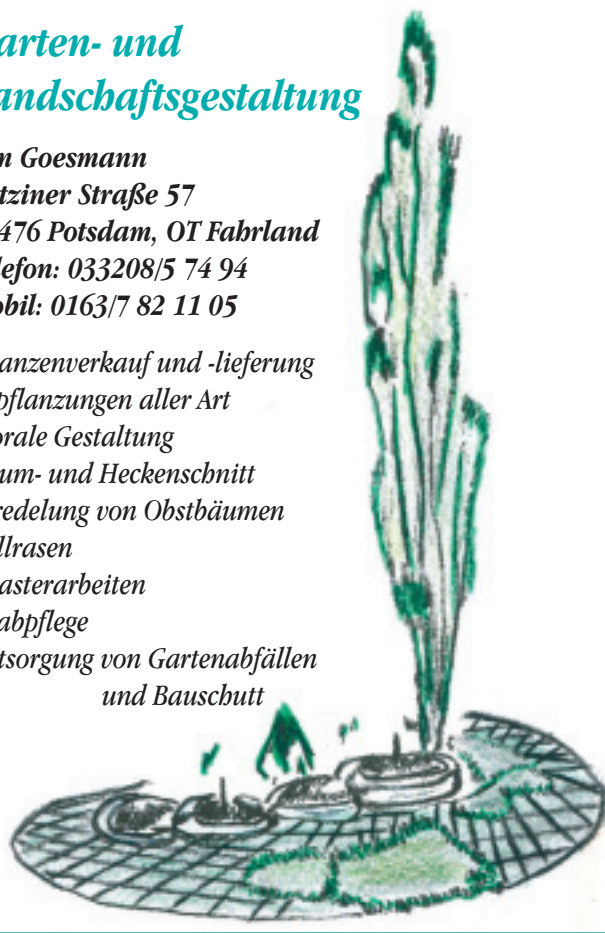 arten- und
andschaftsgestaltung
n Goesmann
tziner Straße 57
476 Potsdam, OT Fahrland
lefon: 033208/5 74 94
obil: 0163/7 82 11 05
anzenverkauf und -lieferung
pflanzungen aller Art
orale Gestaltung
um- und Heckenschnitt
redelung von Obstbäumen
llrasen
asterarbeiten
abpflege
tsorgung von Gartenabfällen
und Bauschutt